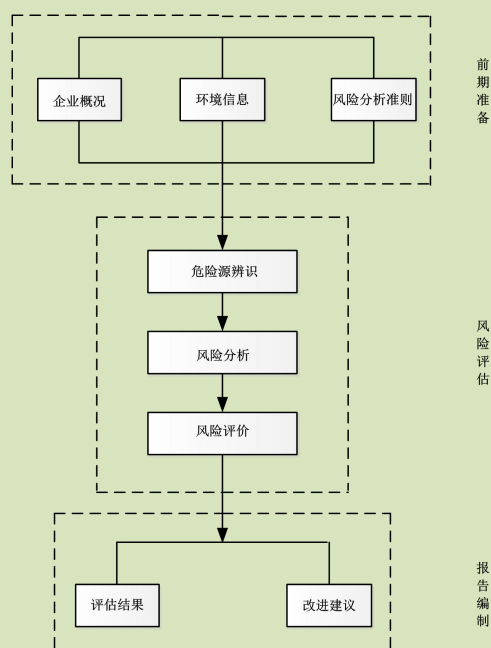 企业概况
环境信息
风险分析准则
前期准备
危险源辨识
风险分析
风险评价
风险评估
评估结果
改进建议
报告编制